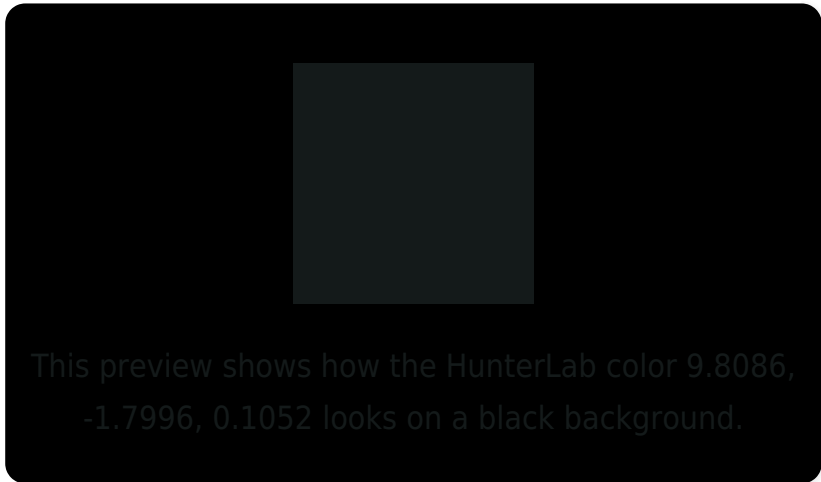 This preview shows how the HunterLab color 9.8086,
-1.7996, 0.1052 looks on a black background.